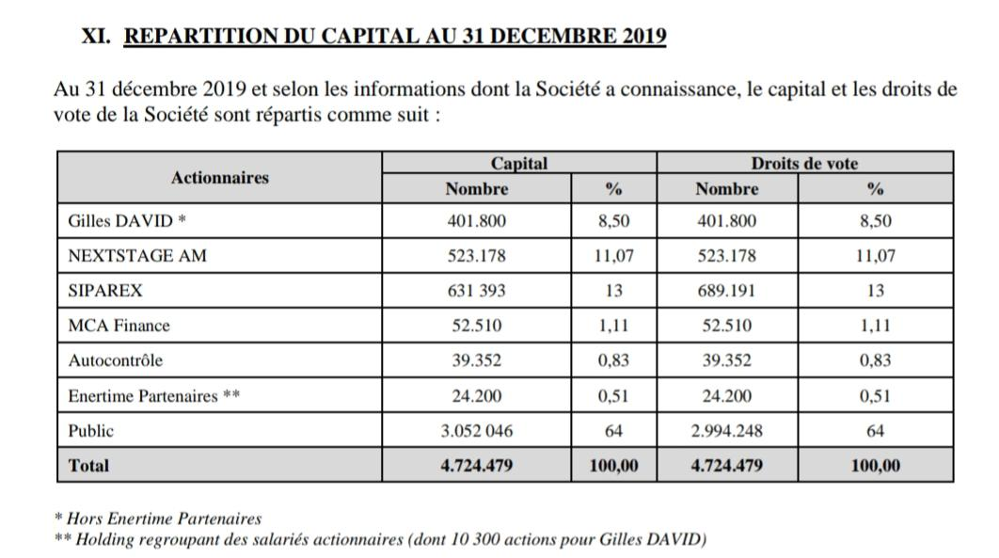 XI. REPARTITION DU CAPITAL AU 31 DECEMBRE 2019
Au 31 décembre 2019 et selon les informations dont la Société a connaissance, le capital et les droits de
vote de la Société sont répartis comme suit :
Actionnaires Capital Droits de vote
Nombre % Nombre %
Gilles DAVID * 401.800 8,50 401.800 8,50
NEXTSTAGE AM 523.178 11,07 523.178 11,07
SIPAREX 631 393 13 689.191 13
MCA Finance 52.510 1,11 52.510 1,11
Autocontrôle 39.352 0,83 39.352 0,83
Enertime Partenaires ** 24.200 0,51 24.200 0,51
Public 3.052 046 64 2.994.248 64
Total 4.724.479 100,00 4.724.479 100,00
* Hors Enertime Partenaires
** Holding regroupant des salariés actionnaires (dont 10 300 actions pour Gilles DAVID)